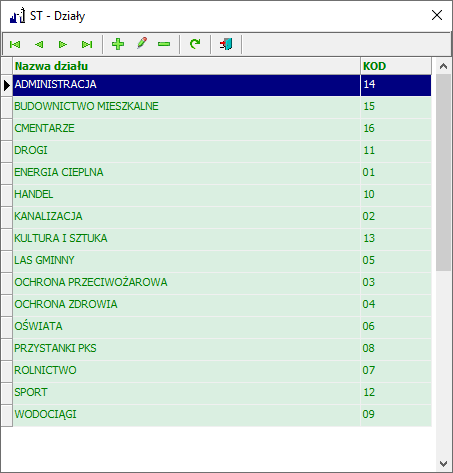 ST - Działy
Nazwa działu KOD
ADMINISTRACJA 14
BUDOWNICTWO MIESZKALNE 15
CMENTARZE 16
DROGI 11
ENERGIA CIEPLNA 01
HANDEL 10
KANALIZACJA 02
KULTURA I SZTUKA 13
LAS GMINNY 05
OCHRONA PRZECIWOŻAROWA 03
OCHRONA ZDROWIA 04
OŚWIATA 06
PRZYSTANKI PKS 08
ROLNICTWO 07
SPORT 12
WODOCIĄGI 09